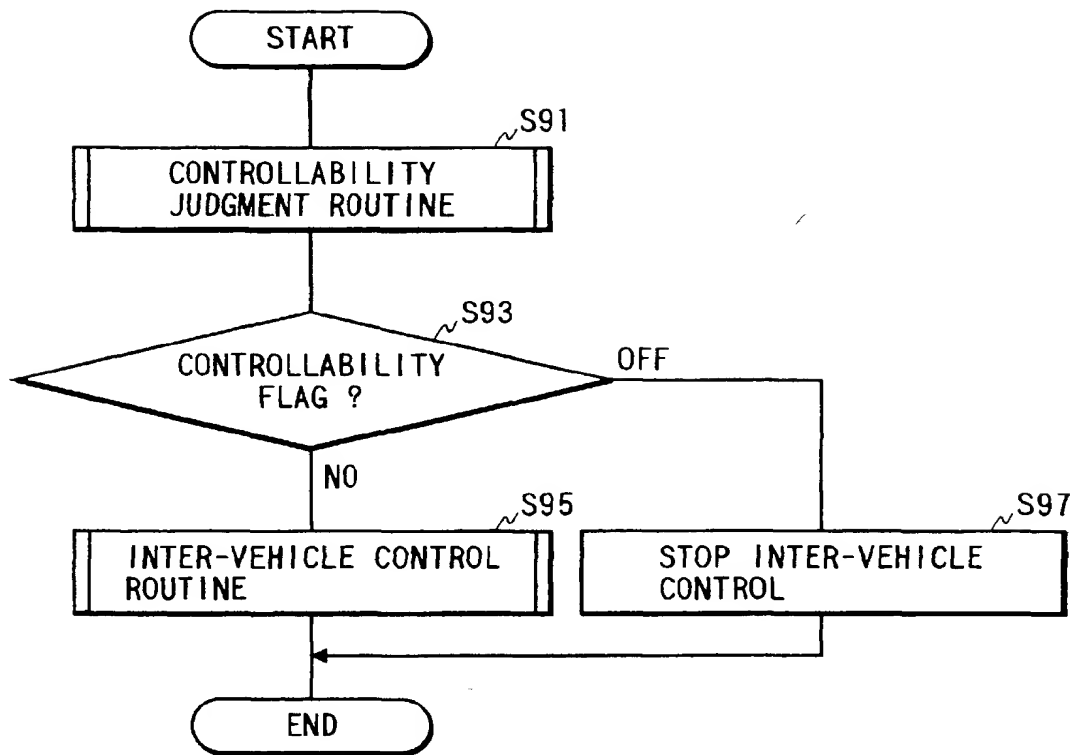 START
S91
CONTROLLABILITY
JUDGMENT ROUTINE
S93
CONTROLLABILITY
FLAG ?
OFF
NO
S95
INTER-VEHICLE CONTROL
ROUTINE
S97
STOP INTER-VEHICLE
CONTROL
END